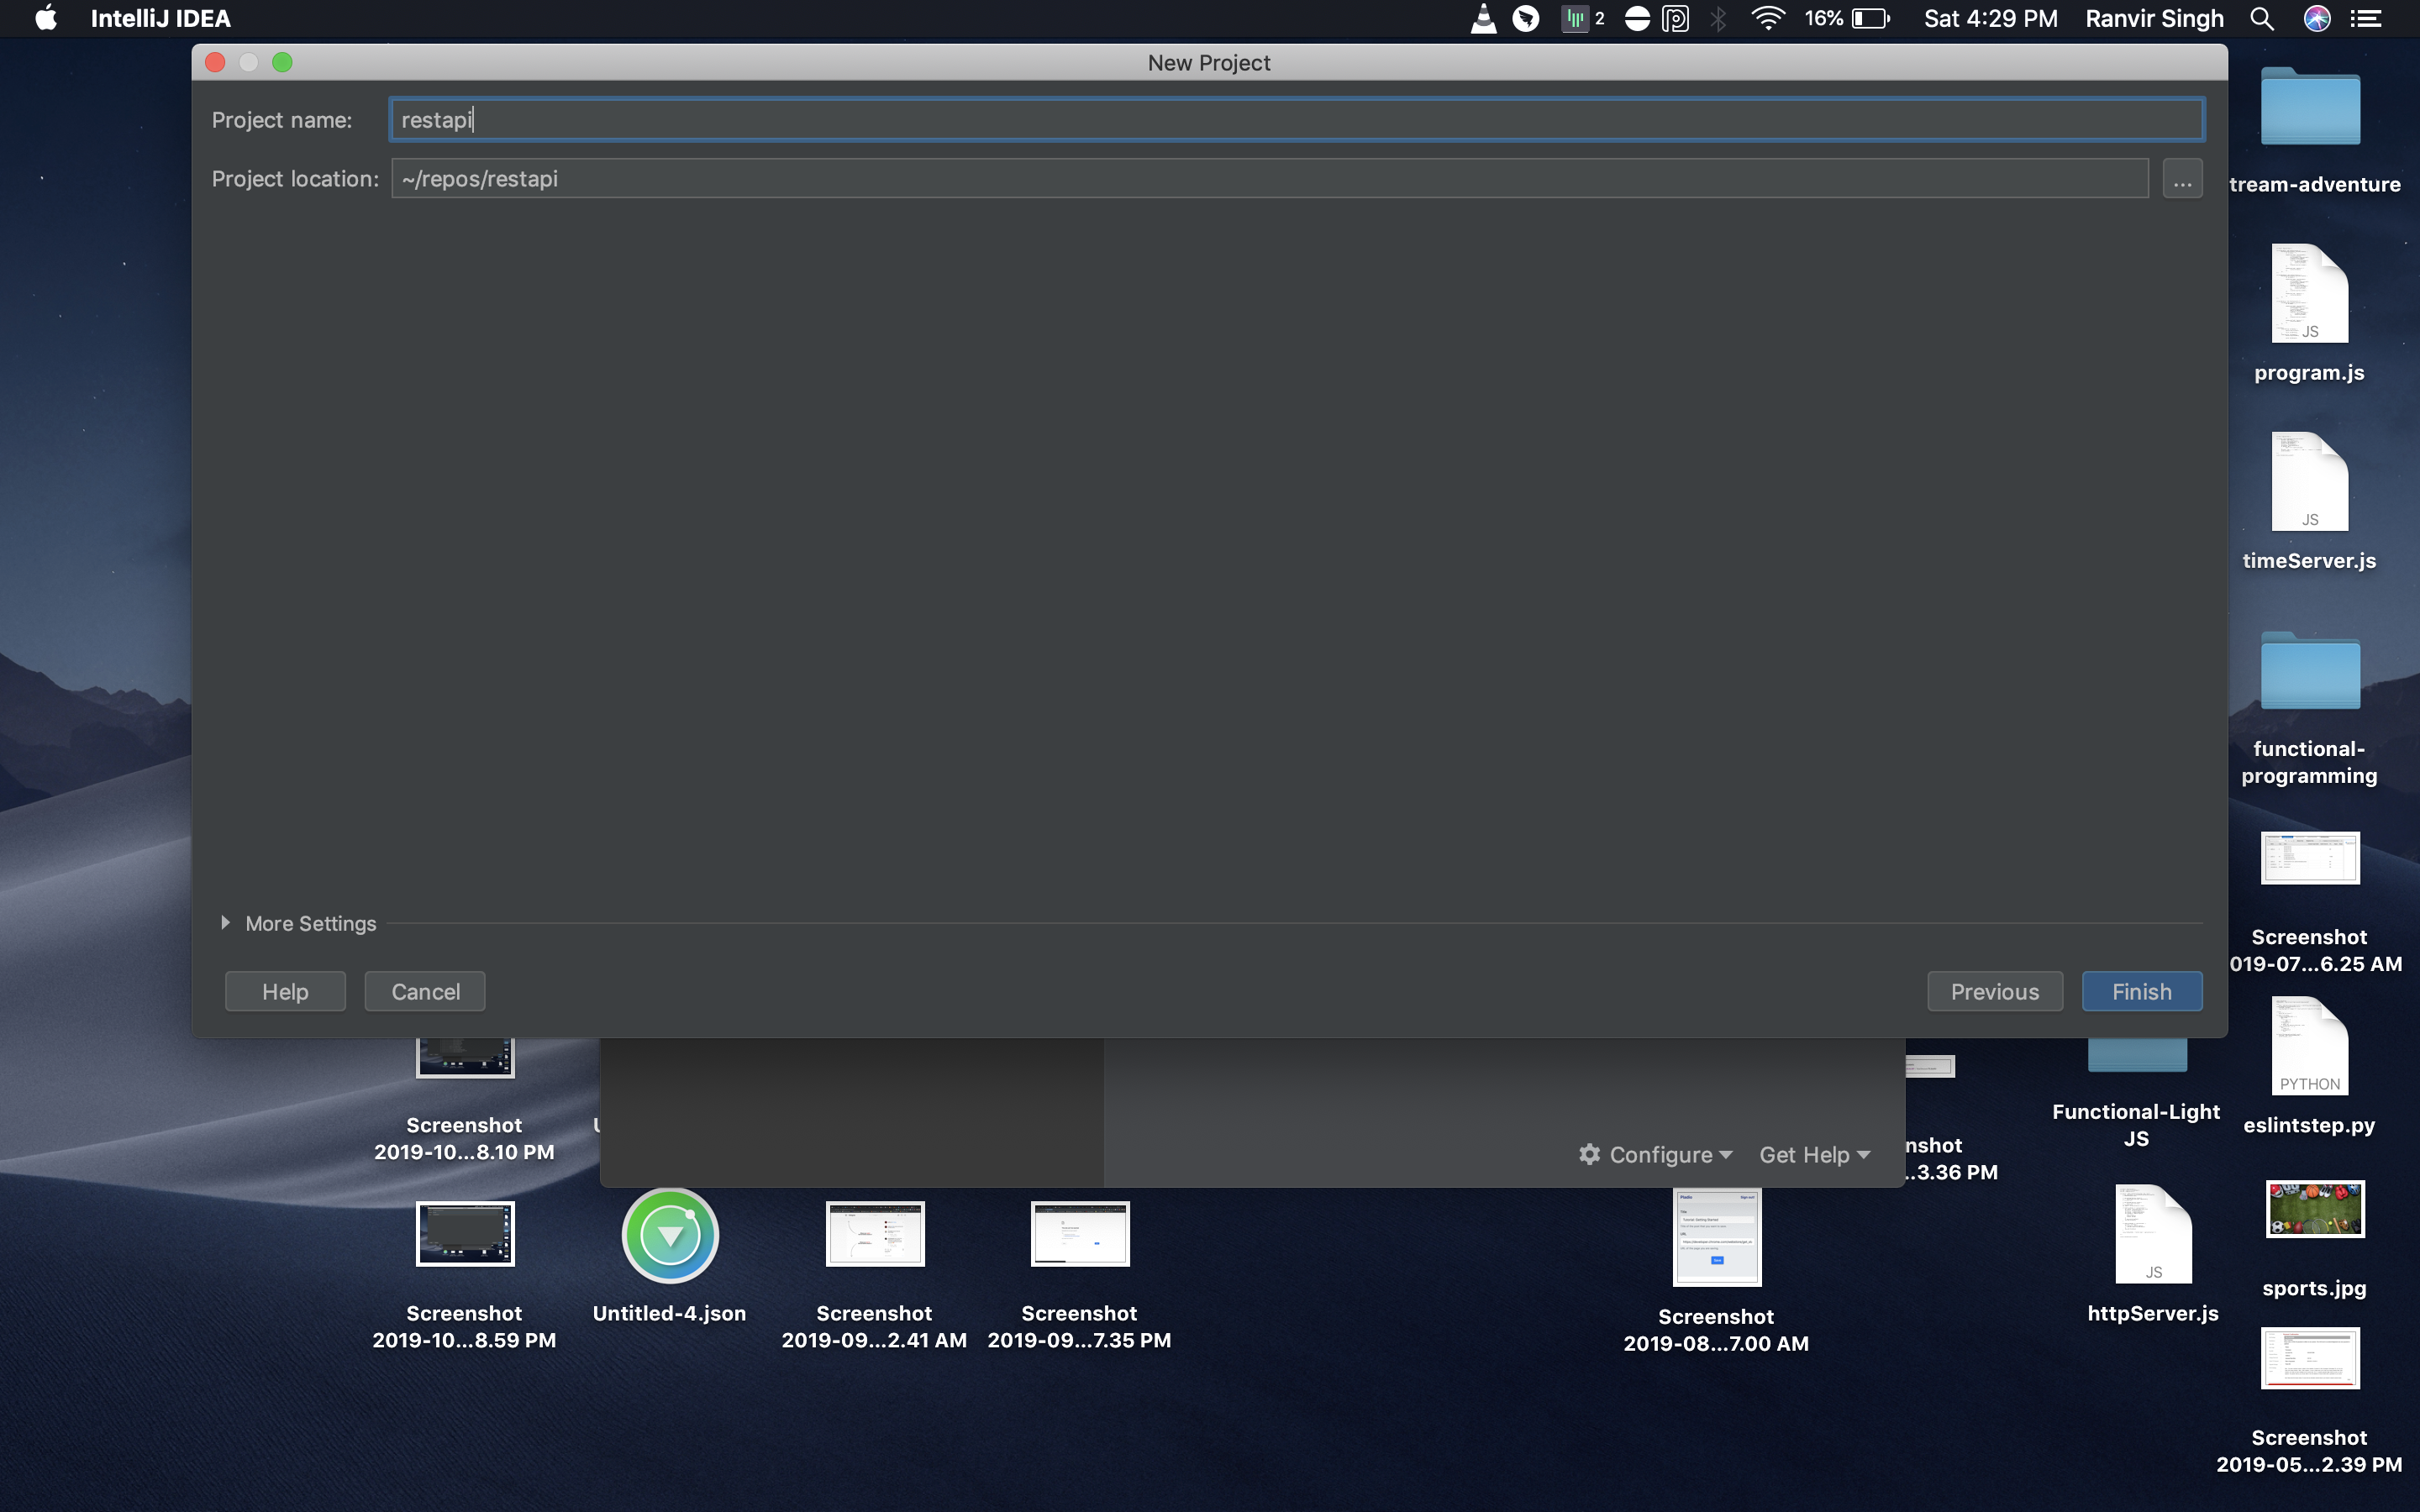 IntelliJ IDEA
2
16%
Sat 4:29 PM
Ranvir Singh
New Project
Project name:
restapi
Project location:
~/repos/restapi
...
More Settings
Help
Cancel
Previous
Finish
Configure
Get Help
tream-adventure
JS
program.js
JS
timeServer.js
functional-
programming
Screenshot
019-07...6.25 AM
PYTHON
eslintstep.py
Functional-Light
JS
Screenshot
2019-10...8.10 PM
nshot
..3.36 PM
Screenshot
2019-10...8.59 PM
Untitled-4.json
Screenshot
2019-09...2.41 AM
Screenshot
2019-09...7.35 PM
Screenshot
2019-08...7.00 AM
JS
httpServer.js
sports.jpg
Screenshot
2019-05...2.39 PM